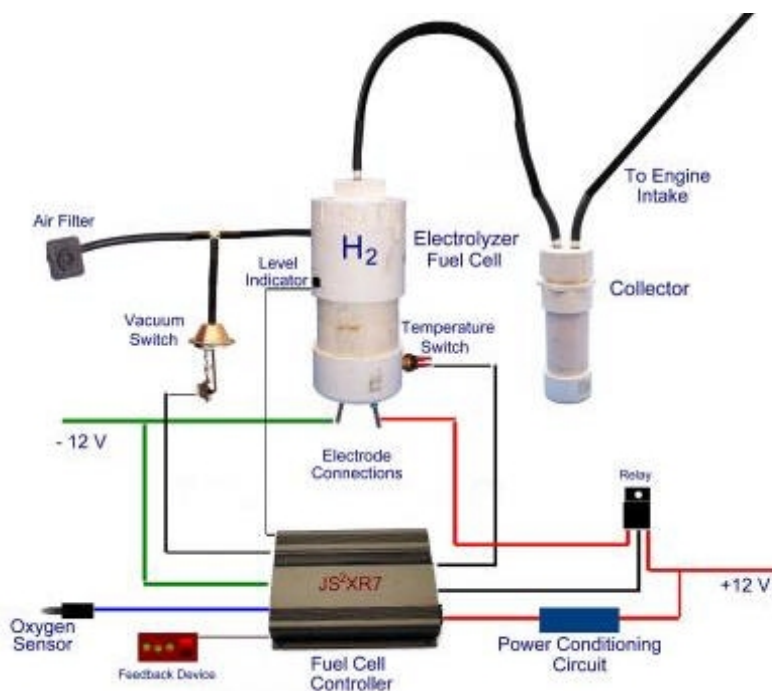 To Engine
Intake
Air Filter
H₂
Electrolyzer
Fuel Cell
Level
Indicator
Collector
Vacuum
Switch
Temperature
Switch
- 12 V
Electrode
Connections
Relay
JS²XR7
+12 V
Oxygen
Sensor
Feedback Device
Fuel Cell
Controller
Power Conditioning
Circuit